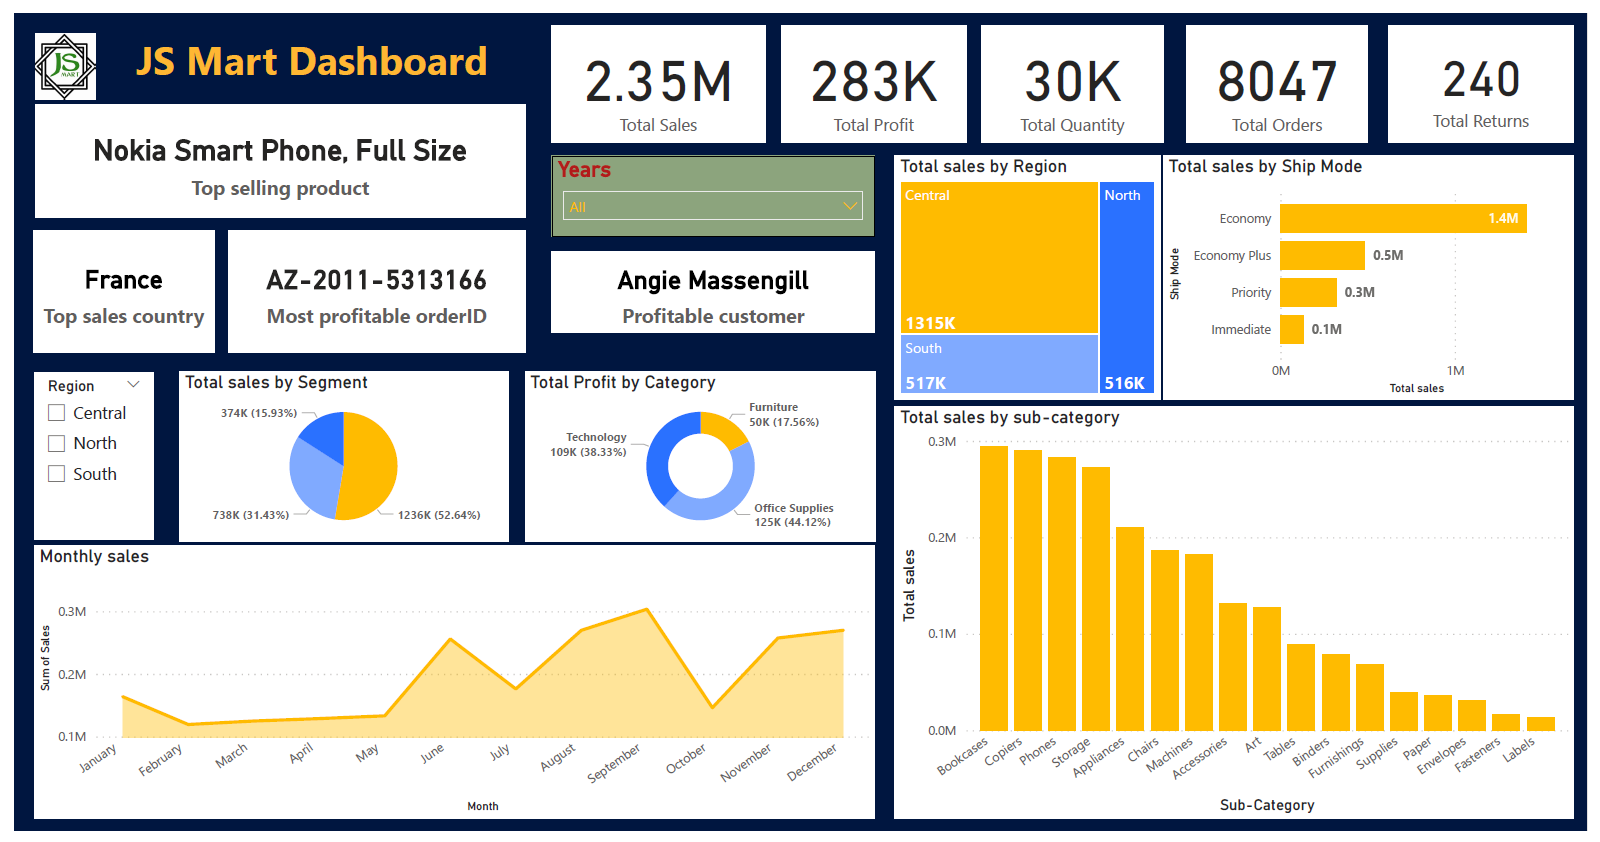 JS
MART
JS Mart Dashboard
2.35M
Total Sales
283K
Total Profit
30K
Total Quantity
8047
Total Orders
240
Total Returns
Nokia Smart Phone, Full Size
Top selling product
Years
All
France
Top sales country
AZ-2011-5313166
Most profitable orderID
Angie Massengill
Profitable customer
Total sales by Region
Central
1315K
North
516K
South
517K
Total sales by Ship Mode
Ship Mode
Economy
1.4M
Economy Plus
0.5M
Priority
0.3M
Immediate
0.1M
0M
1M
Total sales
Region
Central
North
South
Total sales by Segment
374K (15.93%)
738K (31.43%)
1236K (52.64%)
Total Profit by Category
Furniture
50K (17.56%)
Technology
109K (38.33%)
Office Supplies
125K (44.12%)
Monthly sales
Sum of Sales
0.3M
0.2M
0.1M
January
February
March
April
May
June
July
August
September
October
November
December
Month
Total sales by sub-category
Total sales
0.3M
0.2M
0.1M
0.0M
Bookcases
Copiers
Phones
Storage
Appliances
Chairs
Machines
Accessories
Art
Tables
Binders
Furnishings
Supplies
Paper
Envelopes
Fasteners
Labels
Sub-Category